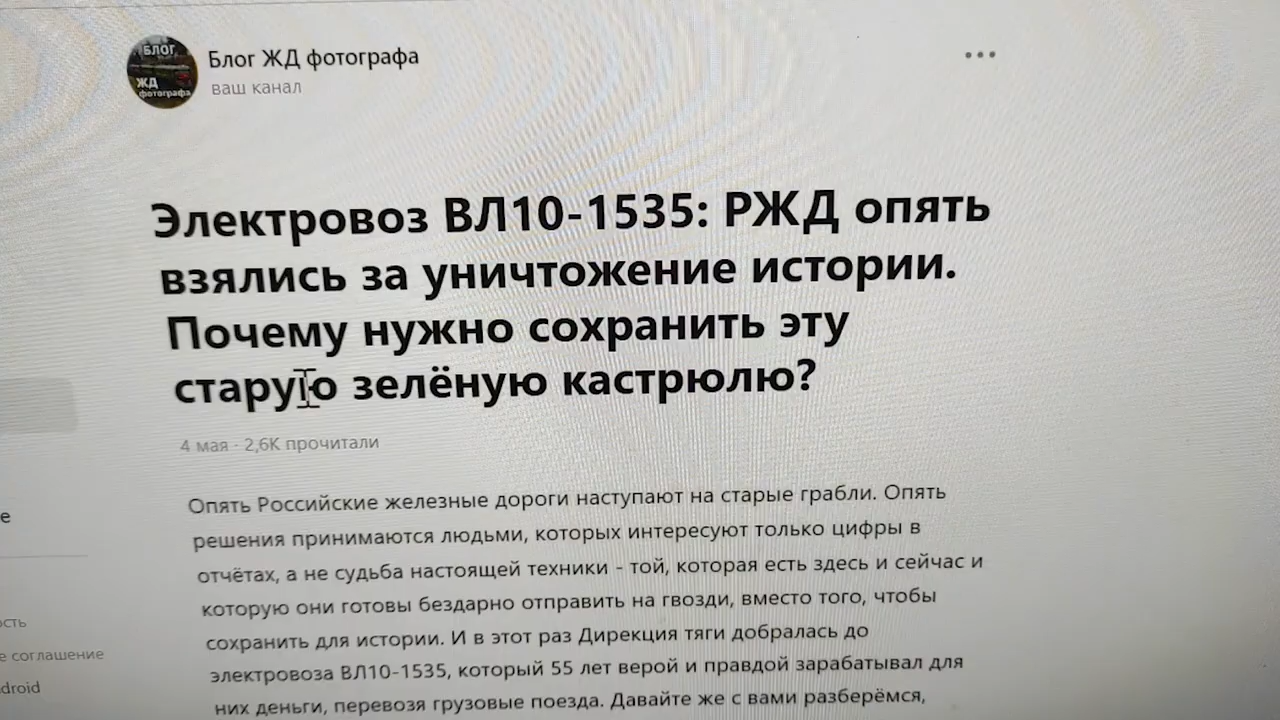 БЛОГ
ЖД
фотографа
Блог ЖД фотографа
ваш канал
Электровоз ВЛ10-1535: РЖД опять
взялись за уничтожение истории.
Почему нужно сохранить эту
старую зелёную кастрюлю?
4 мая · 2,6K прочитали
Опять Российские железные дороги наступают на старые грабли. Опять
решения принимаются людьми, которых интересуют только цифры в
отчётах, а не судьба настоящей техники - той, которая есть здесь и сейчас и
которую они готовы бездарно отправить на гвозди, вместо того, чтобы
сохранить для истории. И в этот раз Дирекция тяги добралась до
электровоза ВЛ10-1535, который 55 лет верой и правдой зарабатывал для
них деньги, перевозя грузовые поезда. Давайте же с вами разберёмся,
е
ость
е соглашение
droid